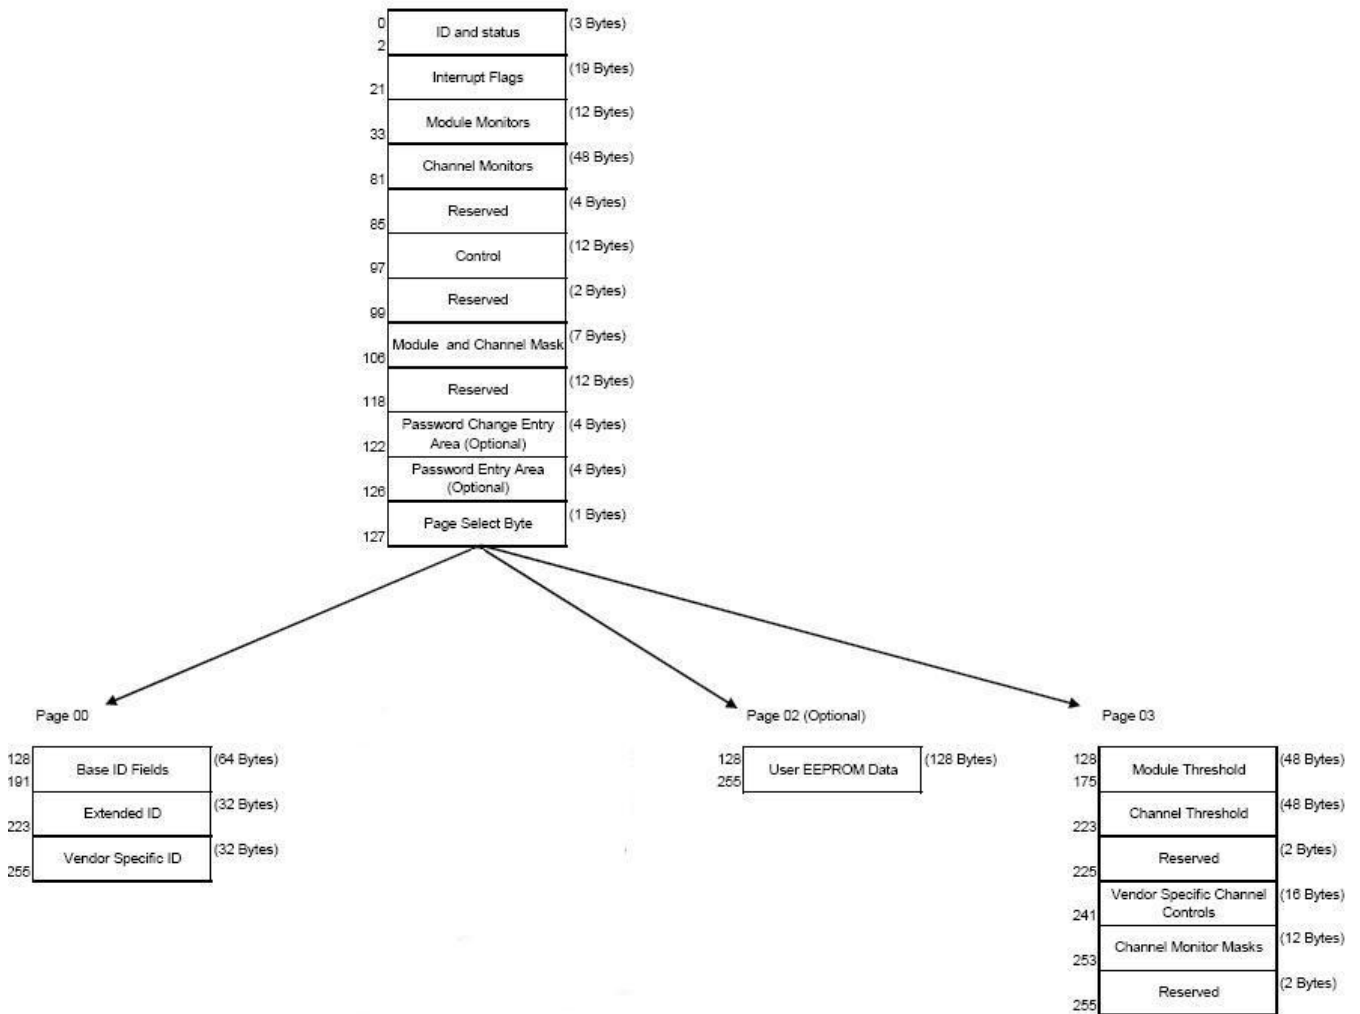 0
ID and status
(3 Bytes)
2
Interrupt Flags
(19 Bytes)
21
Module Monitors
(12 Bytes)
33
Channel Monitors
(48 Bytes)
81
Reserved
(4 Bytes)
85
Control
(12 Bytes)
97
Reserved
(2 Bytes)
99
Module and Channel Mask
(7 Bytes)
106
Reserved
(12 Bytes)
118
Password Change Entry
Area (Optional)
(4 Bytes)
122
Password Entry Area
(Optional)
(4 Bytes)
126
Page Select Byte
(1 Bytes)
127
Page 00
128
Base ID Fields
(64 Bytes)
191
Extended ID
(32 Bytes)
223
Vendor Specific ID
(32 Bytes)
255
Page 02 (Optional)
128
User EEPROM Data
(128 Bytes)
255
Page 03
128
Module Threshold
(48 Bytes)
175
Channel Threshold
(48 Bytes)
223
Reserved
(2 Bytes)
225
Vendor Specific Channel
Controls
(16 Bytes)
241
Channel Monitor Masks
(12 Bytes)
253
Reserved
(2 Bytes)
255